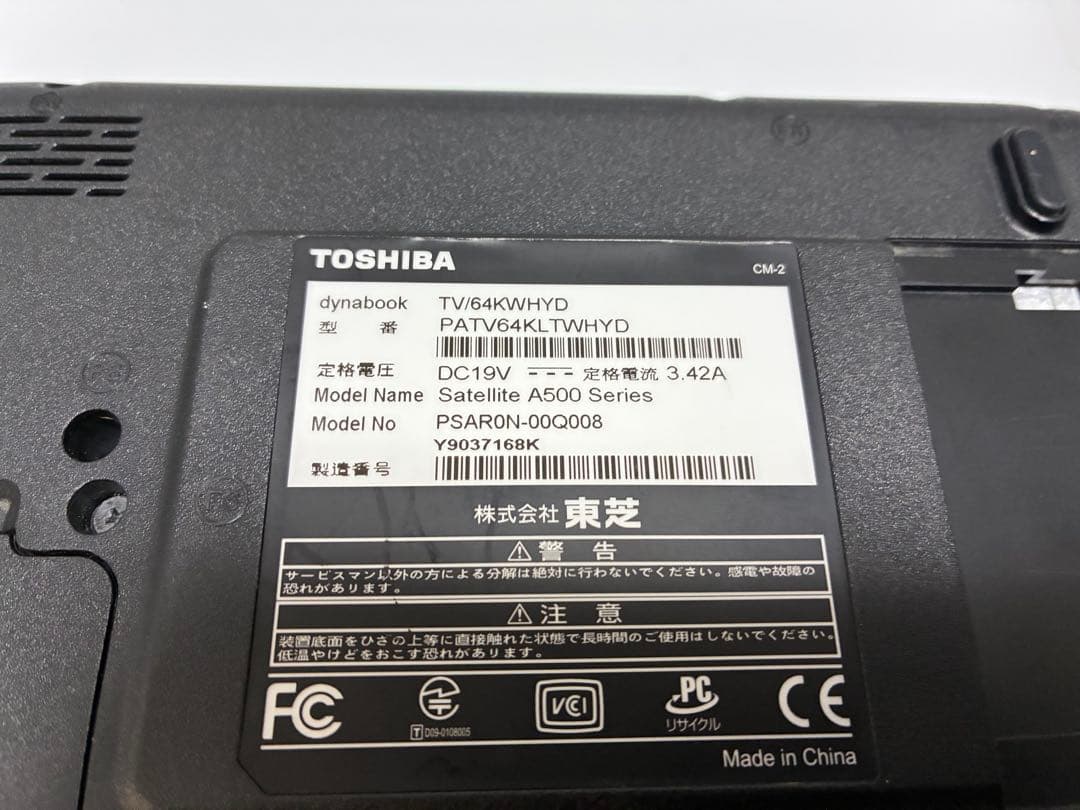 TOSHIBA
CM-2
dynabook TV/64KWHYD
型 番 PATV64KLTWHYD
定格電圧 DC19V 定格電流 3.42A
Model Name Satellite A500 Series
Model No PSAR0N-00Q008
Y9037168K
製造番号
株式会社 東芝
⚠警 告
サービスマン以外の方による分解は絶対に行わないでください。感電や故障の
恐れがあります。
⚠注 意
装置底面をひざの上等に直接触れた状態で長時間のご使用はしないでください。
低温やけどをおこす恐れがあります。
FC VCI PC CE
T D09-0108005 リサイクル
Made in China